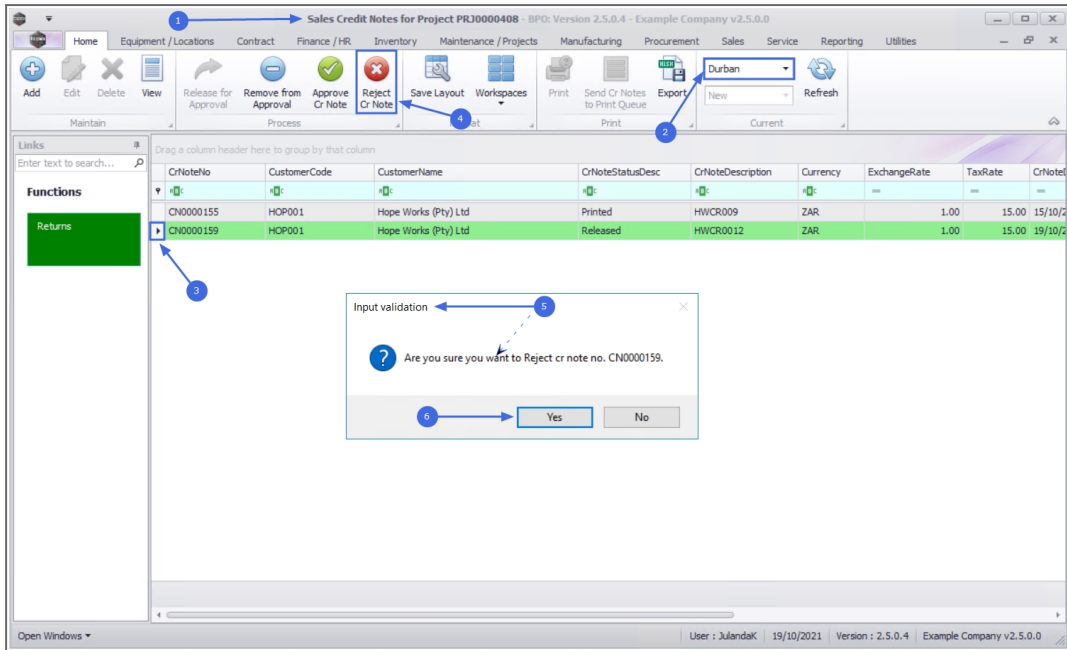 1
Sales Credit Notes for Project PRJ0000408 - BPO: Version 2.5.0.4 - Example Company v2.5.0.0
Home Equipment / Locations Contract Finance / HR Inventory Maintenance / Projects Manufacturing Procurement Sales Service Reporting Utilities
Add Edit Delete View Release for Approval Remove from Approval Approve Cr Note Reject Cr Note Save Layout Workspaces Print Send Cr Notes to Print Queue Export Durban New Refresh
4
2
Maintain Process at Print Current
Links
Drag a column header here to group by that column
Enter text to search...
CrNoteNo CustomerCode CustomerName CrNoteStatusDesc CrNoteDescription Currency ExchangeRate TaxRate CrNoteD
Functions
CN0000155 HOP001 Hope Works (Pty) Ltd Printed HWCR009 ZAR 1.00 15.00 15/10/2
Returns
CN0000159 HOP001 Hope Works (Pty) Ltd Released HWCR0012 ZAR 1.00 15.00 19/10/2
3
Input validation
5
Are you sure you want to Reject cr note no. CN0000159.
6
Yes No
Open Windows
User : JulandaK 19/10/2021 Version : 2.5.0.4 Example Company v2.5.0.0